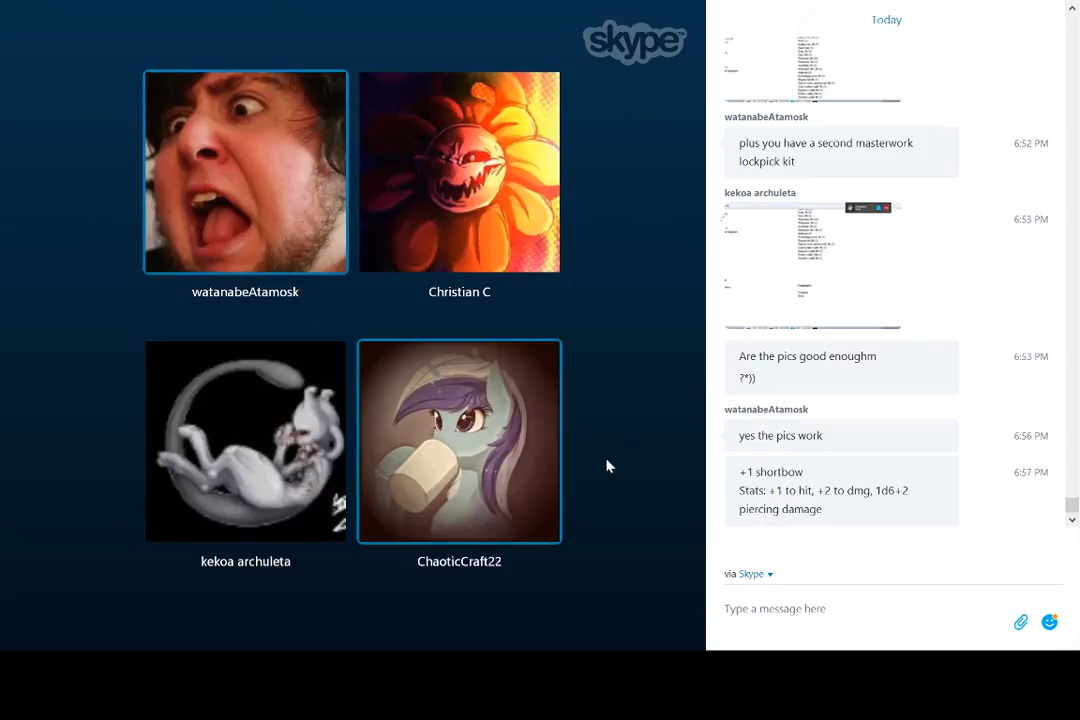 skype
watanabeAtamosk
Christian C
kekoa archuleta
ChaoticCraft22
Today
watanabeAtamosk
plus you have a second masterwork
lockpick kit
6:52 PM
kekoa archuleta
6:53 PM
Are the pics good enoughm
?*))
6:53 PM
watanabeAtamosk
yes the pics work
6:56 PM
+1 shortbow
Stats: +1 to hit, +2 to dmg, 1d6+2
piercing damage
6:57 PM
via Skype
Type a message here